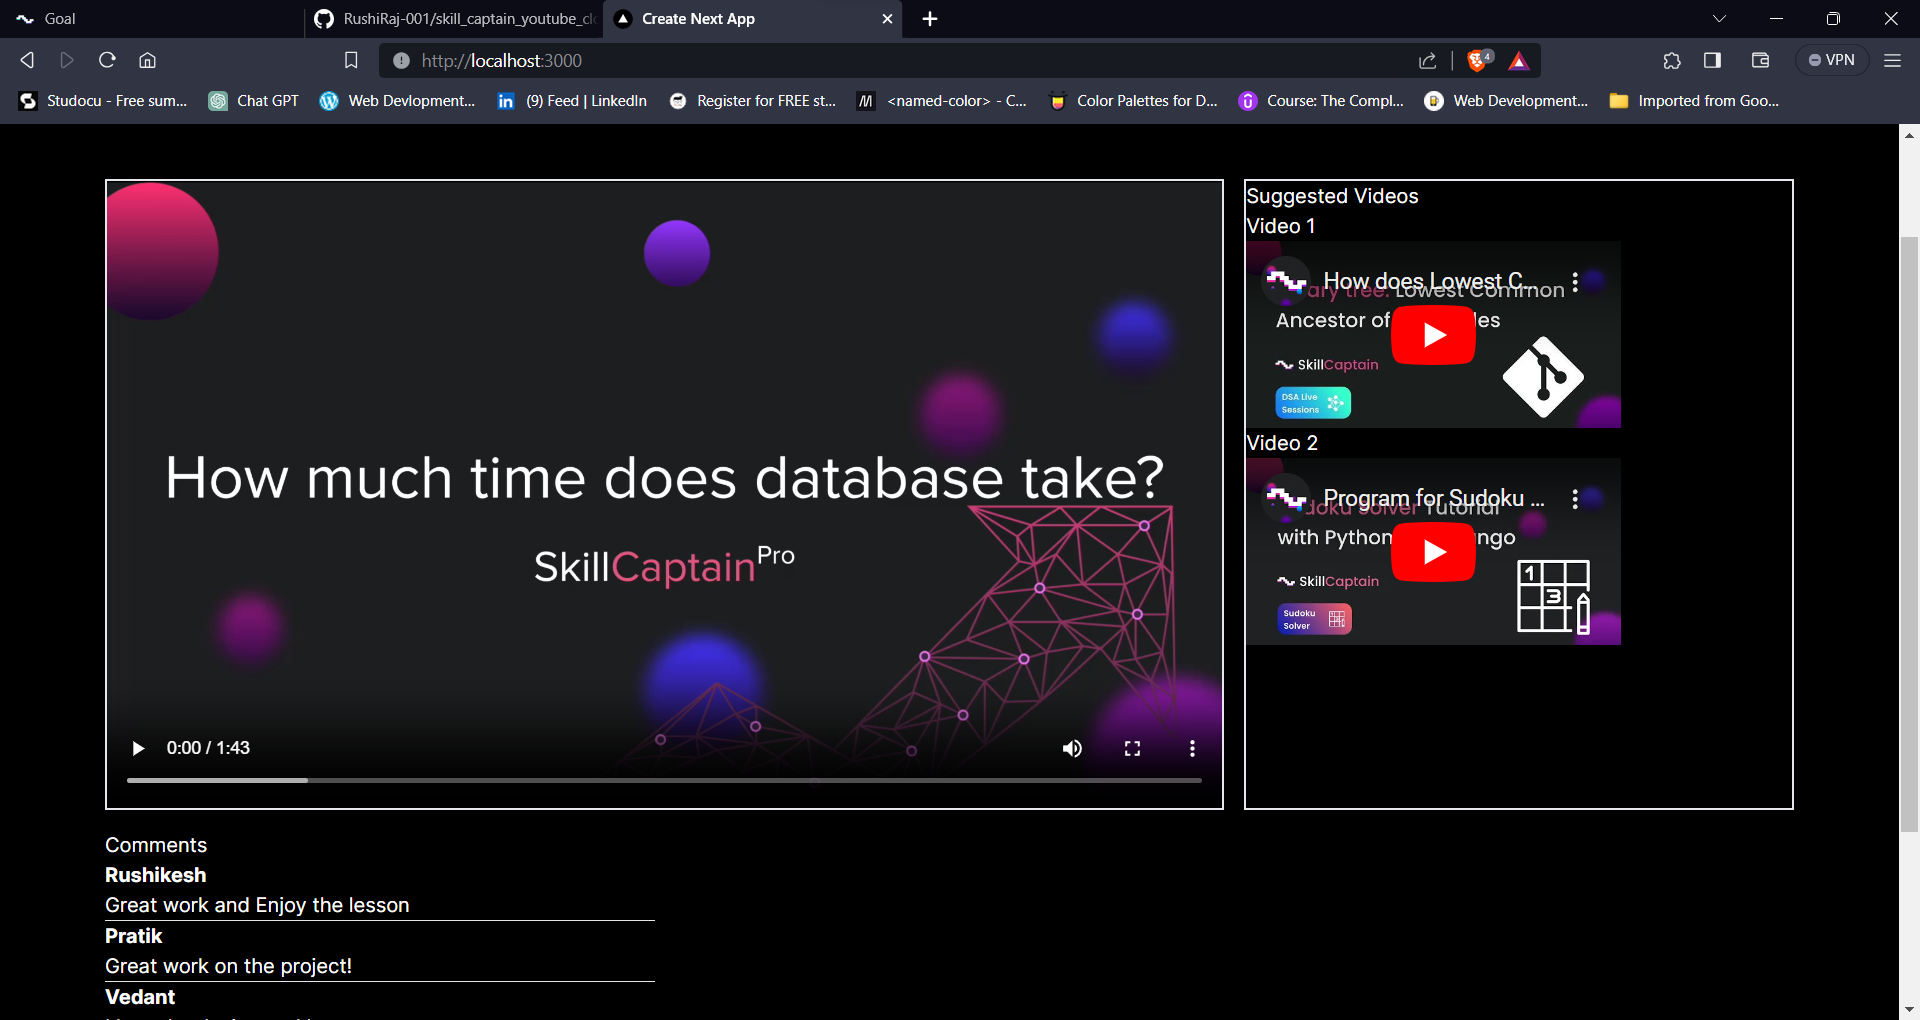 Goal
RushiRaj-001/skill_captain_youtube_cl
Create Next App
http://localhost:3000
4
VPN
Studocu - Free sum...
Chat GPT
Web Devlopment...
(9) Feed | LinkedIn
Register for FREE st...
<named-color> - C...
Color Palettes for D...
Course: The Compl...
Web Development...
Imported from Goo...
How much time does database take?
SkillCaptain Pro
0:00 / 1:43
Suggested Videos
Video 1
How does Lowest C...
ary tree: Lowest Common
Ancestor of
les
SkillCaptain
DSA Live
Sessions
Video 2
Program for Sudoku ...
doku Solver Tutorial
with Python
ngo
SkillCaptain
Sudoku
Solver
1
3
Comments
Rushikesh
Great work and Enjoy the lesson
Pratik
Great work on the project!
Vedant